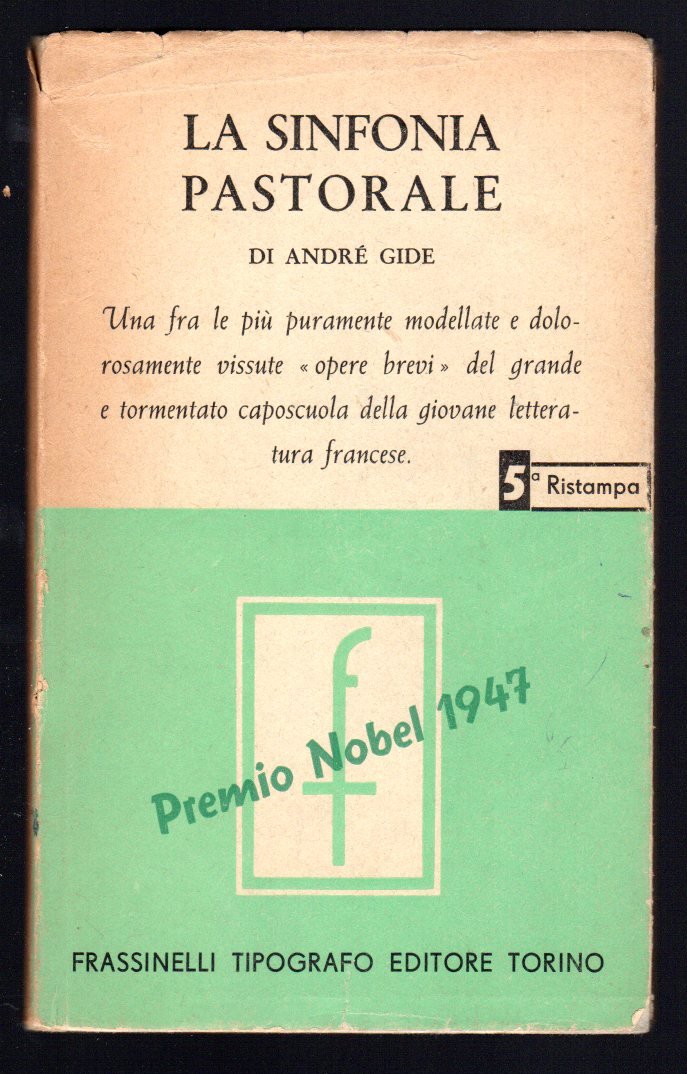 LA SINFONIA
PASTORALE
DI ANDRÉ GIDE
Una fra le più puramente modellate e dolo-
rosamente vissute « opere brevi » del grande
e tormentato caposcuola della giovane lettera-
tura francese.
5ª Ristampa
f
Premio Nobel 1947
FRASSINELLI TIPOGRAFO EDITORE TORINO